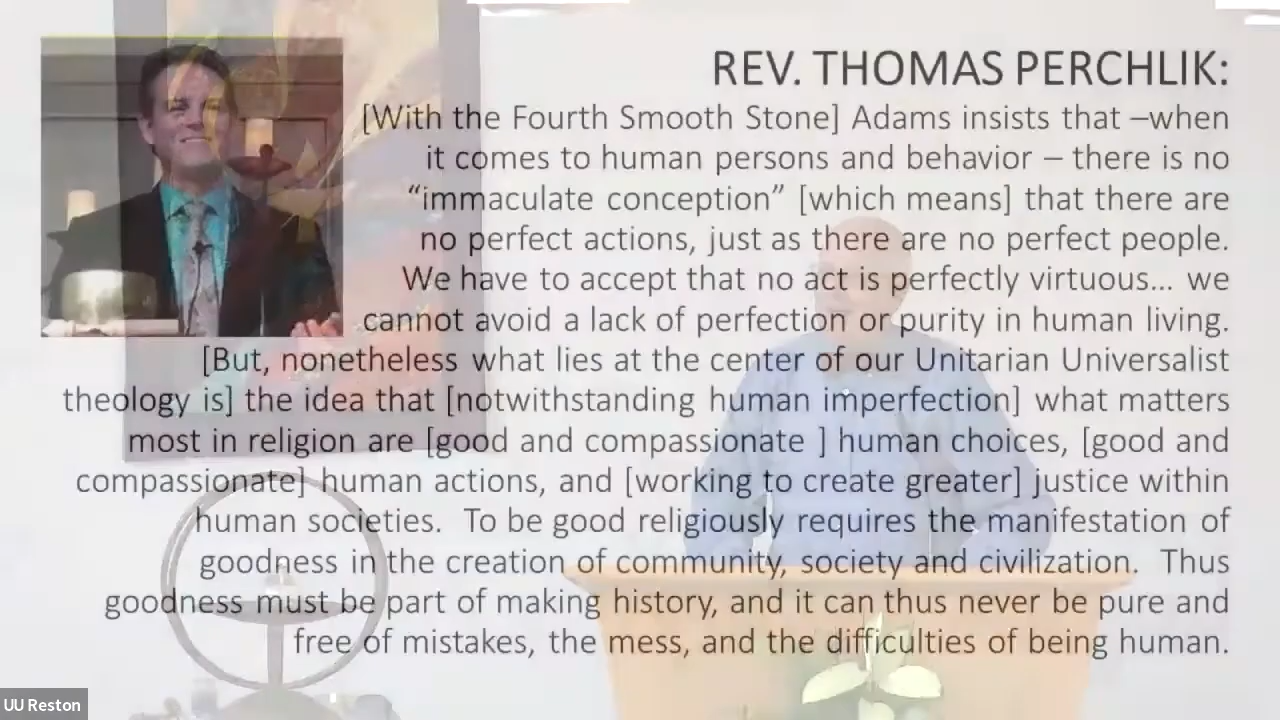 REV. THOMAS PERCHLIK:
[With the Fourth Smooth Stone] Adams insists that –when
it comes to human persons and behavior – there is no
“immaculate conception” [which means] that there are
no perfect actions, just as there are no perfect people.
We have to accept that no act is perfectly virtuous... we
cannot avoid a lack of perfection or purity in human living.
[But, nonetheless what lies at the center of our Unitarian Universalist
theology is] the idea that [notwithstanding human imperfection] what matters
most in religion are [good and compassionate ] human choices, [good and
compassionate] human actions, and [working to create greater] justice within
human societies.  To be good religiously requires the manifestation of
goodness in the creation of community, society and civilization.  Thus
goodness must be part of making history, and it can thus never be pure and
free of mistakes, the mess, and the difficulties of being human.
UU Reston